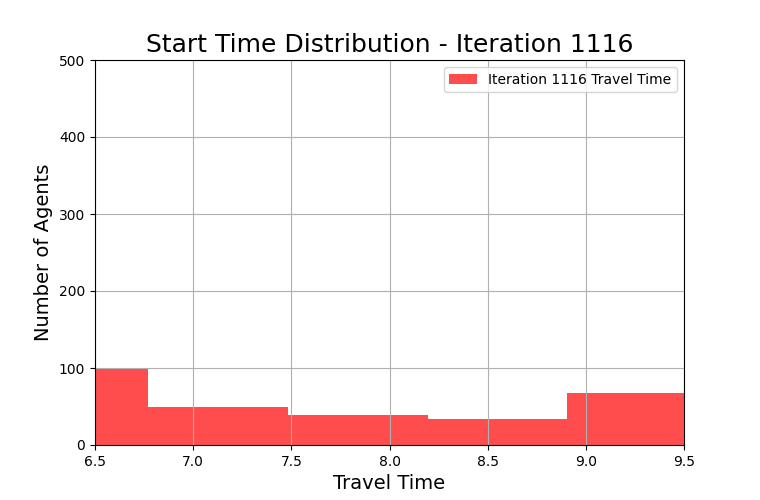 Start Time Distribution - Iteration 1116
Iteration 1116 Travel Time
Number of Agents
500
400
300
200
100
0
6.5 7.0 7.5 8.0 8.5 9.0 9.5
Travel Time